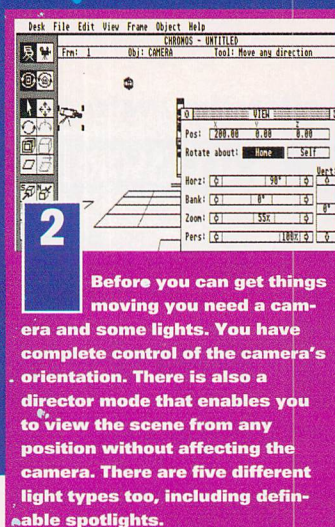 Desk File Edit View Frame Object Help
CHRONOS - UNTITLED
Frm: 1 Obj: CAMERA Tool: Move any direction
VIEW
X Y Z
Pos: 200.00 0.00 0.00
Rotate about: Home Self
Vert
Horz: 90°
Bank: 0°
0°
Zoom: 55%
Pers: 100%
2
Before you can get things
moving you need a cam-
era and some lights. You have
complete control of the camera's
orientation. There is also a
director mode that enables you
to view the scene from any
position without affecting the
camera. There are five different
light types too, including defin-
able spotlights.